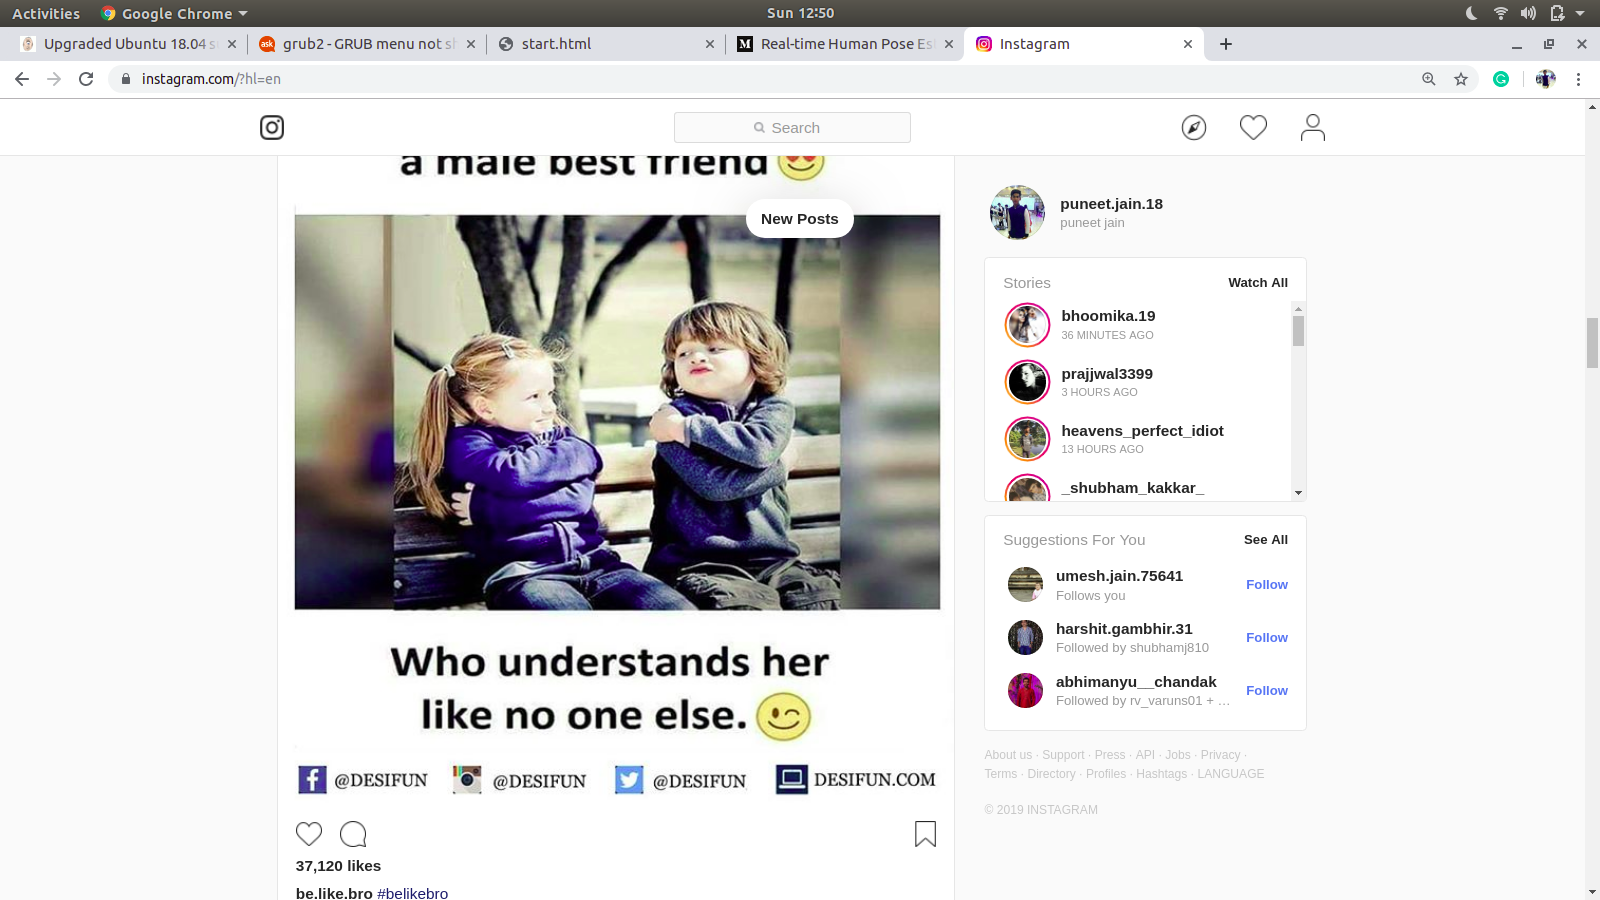 Activities
Google Chrome
Sun 12:50
Upgraded Ubuntu 18.04
grub2 - GRUB menu not sh
start.html
Real-time Human Pose Es
Instagram
instagram.com/?hl=en
Search
a male best friend
New Posts
Who understands her
like no one else.
@DESIFUN @DESIFUN @DESIFUN DESIFUN.COM
37,120 likes
be.like.bro #belikebro
puneet.jain.18
puneet jain
Stories Watch All
bhoomika.19
36 MINUTES AGO
prajjwal3399
3 HOURS AGO
heavens_perfect_idiot
13 HOURS AGO
_shubham_kakkar_
Suggestions For You See All
umesh.jain.75641
Follows you
Follow
harshit.gambhir.31
Followed by shubhamj810
Follow
abhimanyu__chandak
Followed by rv_varuns01 + ...
Follow
About us · Support · Press · API · Jobs · Privacy ·
Terms · Directory · Profiles · Hashtags · LANGUAGE
© 2019 INSTAGRAM